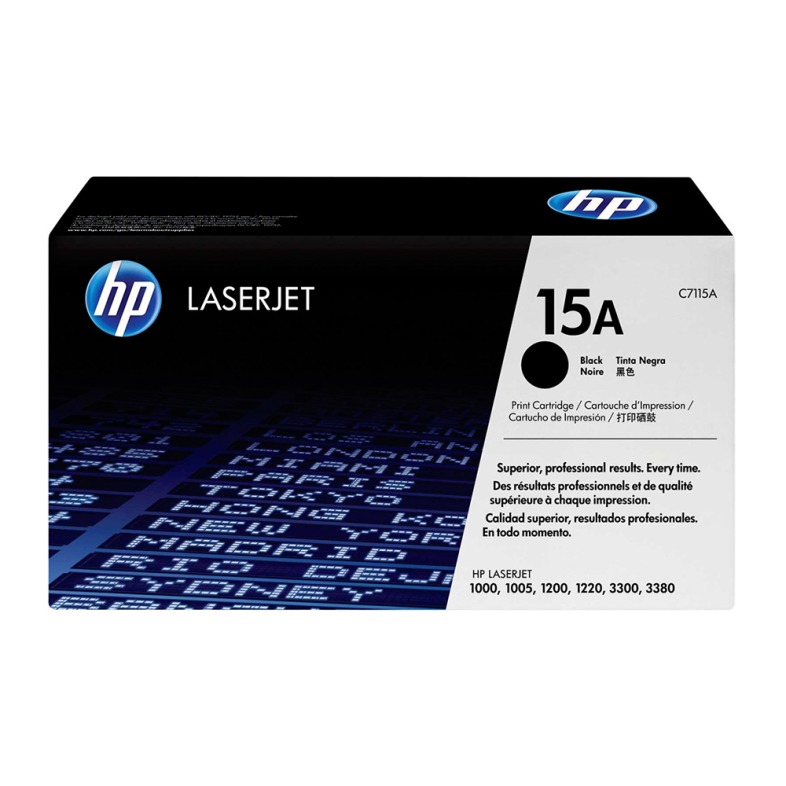 hp
hp LASERJET
15A
C7115A
Black Tinta Negra
Noire 黑色
Print Cartridge / Cartouche d'Impression /
Cartucho de Impresión / 打印硒鼓
Superior, professional results. Every time.
Des résultats professionnels et de qualité
supérieure à chaque impression.
Calidad superior, resultados profesionales.
En todo momento.
HP LASERJET
1000, 1005, 1200, 1220, 3300, 3380
LONDON
MIAMI
PARIS
TOKYO
HONG KO
NEW YORK
MADRID
RIO DE
SYDNEY